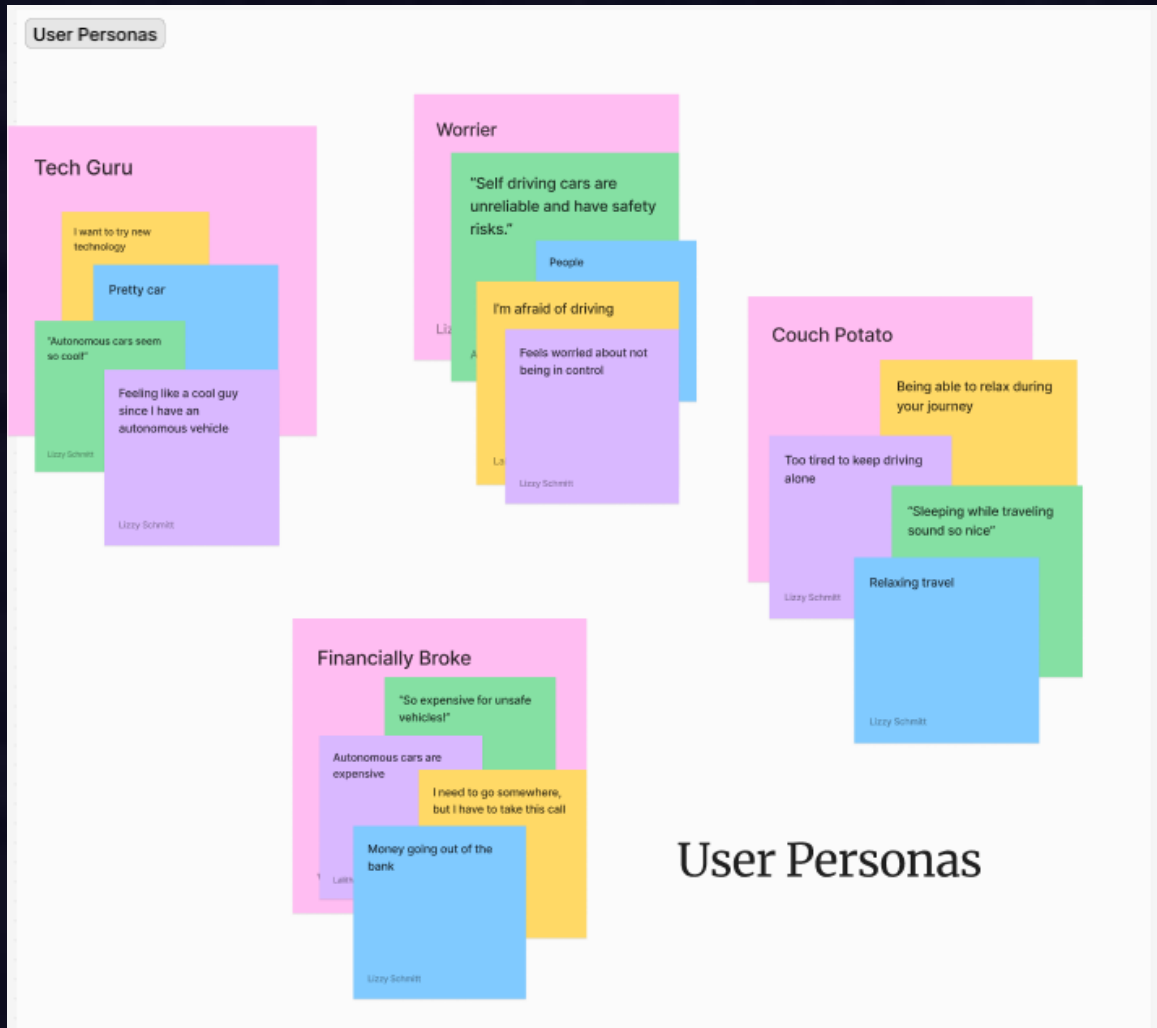 User Personas
Tech Guru
I want to try new
technology
Pretty car
"Autonomous cars seem
so cool!"
Feeling like a cool guy
since I have an
autonomous vehicle
Lizzy Schmitt
Lizzy Schmitt
Worrier
"Self driving cars are
unreliable and have safety
risks."
People
I'm afraid of driving
Feels worried about not
being in control
Liz
A
La
Lizzy Schmitt
Couch Potato
Being able to relax during
your journey
Too tired to keep driving
alone
"Sleeping while traveling
sound so nice"
Relaxing travel
Lizzy Schmitt
Lizzy Schmitt
Financially Broke
"So expensive for unsafe
vehicles!"
Autonomous cars are
expensive
I need to go somewhere,
but I have to take this call
Money going out of the
bank
Lizzy Schmitt
User Personas